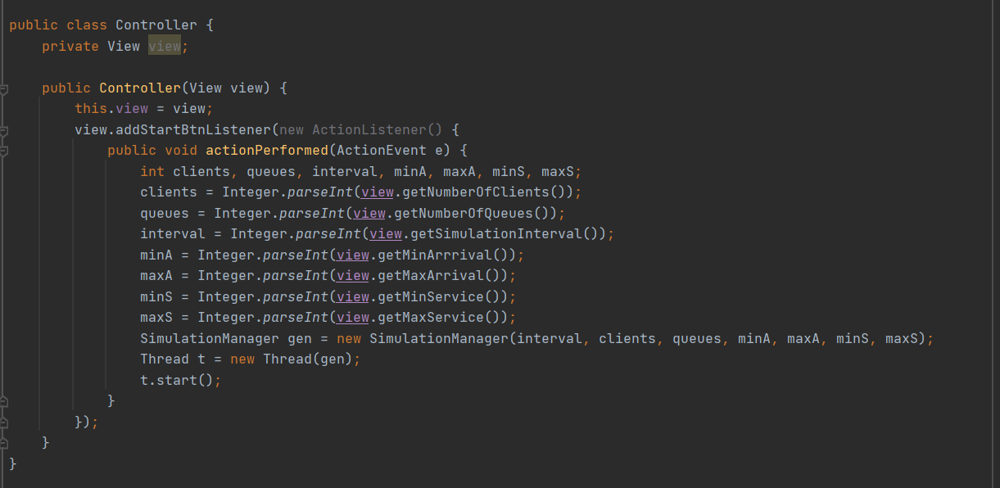 public class Controller {
    private View view;

    public Controller(View view) {
        this.view = view;
        view.addStartBtnListener(new ActionListener() {
            public void actionPerformed(ActionEvent e) {
                int clients, queues, interval, minA, maxA, minS, maxS;
                clients = Integer.parseInt(view.getNumberOfClients());
                queues = Integer.parseInt(view.getNumberOfQueues());
                interval = Integer.parseInt(view.getSimulationInterval());
                minA = Integer.parseInt(view.getMinArrrival());
                maxA = Integer.parseInt(view.getMaxArrival());
                minS = Integer.parseInt(view.getMinService());
                maxS = Integer.parseInt(view.getMaxService());
                SimulationManager gen = new SimulationManager(interval, clients, queues, minA, maxA, minS, maxS);
                Thread t = new Thread(gen);
                t.start();
            }
        });
    }
}